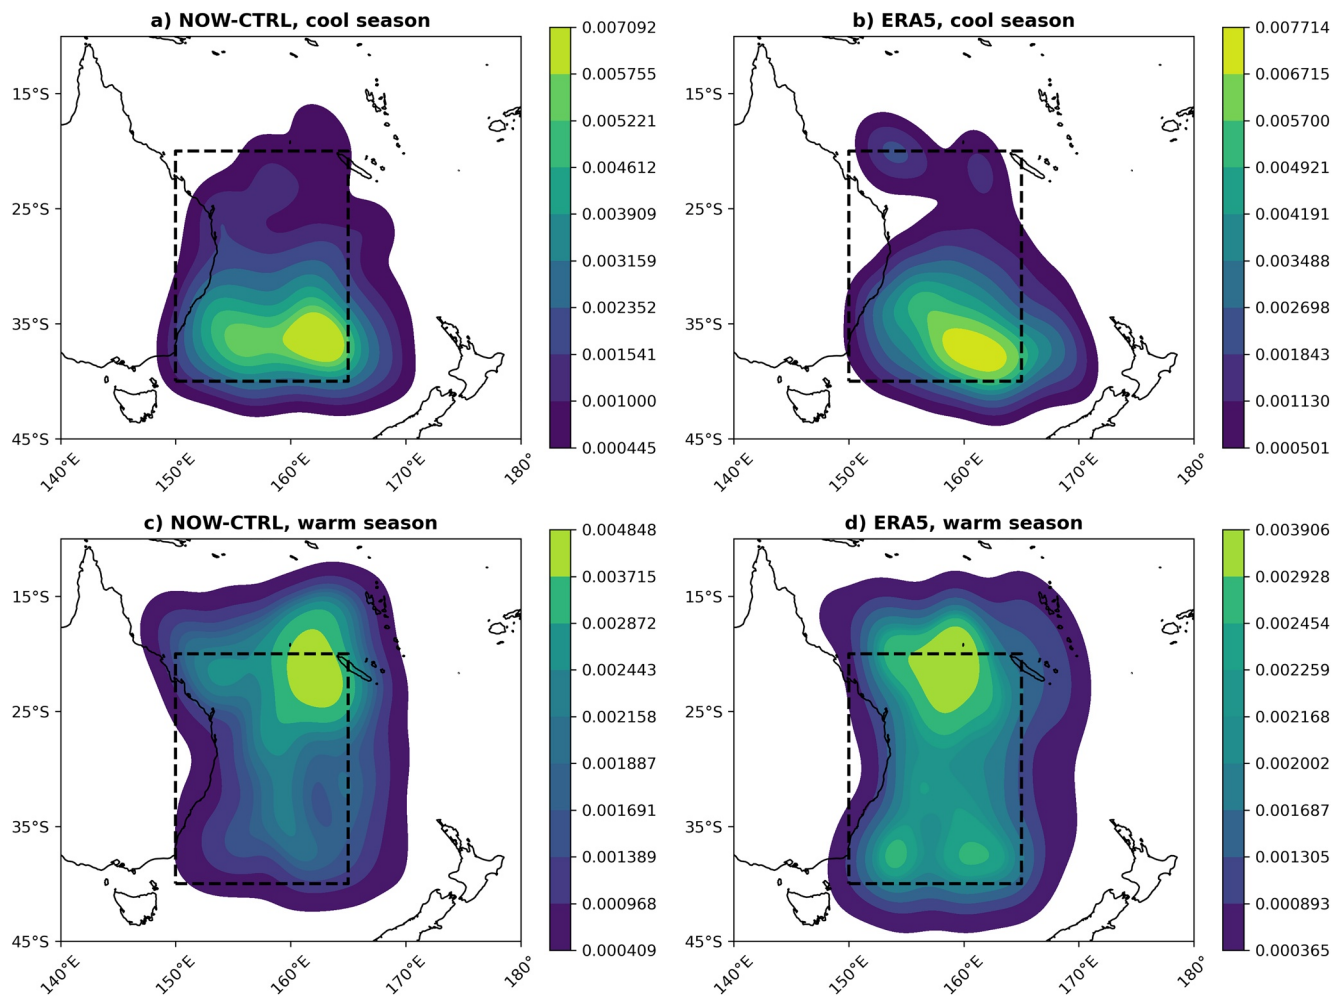 a) NOW-CTRL, cool season
15°S
25°S
35°S
45°S
140°E
150°E
160°E
170°E
180°
0.007092
0.005755
0.005221
0.004612
0.003909
0.003159
0.002352
0.001541
0.001000
0.000445
b) ERA5, cool season
15°S
25°S
35°S
45°S
140°E
150°E
160°E
170°E
180°
0.007714
0.006715
0.005700
0.004921
0.004191
0.003488
0.002698
0.001843
0.001130
0.000501
c) NOW-CTRL, warm season
15°S
25°S
35°S
45°S
140°E
150°E
160°E
170°E
180°
0.004848
0.003715
0.002872
0.002443
0.002158
0.001887
0.001691
0.001389
0.000968
0.000409
d) ERA5, warm season
15°S
25°S
35°S
45°S
140°E
150°E
160°E
170°E
180°
0.003906
0.002928
0.002454
0.002259
0.002168
0.002002
0.001687
0.001305
0.000893
0.000365